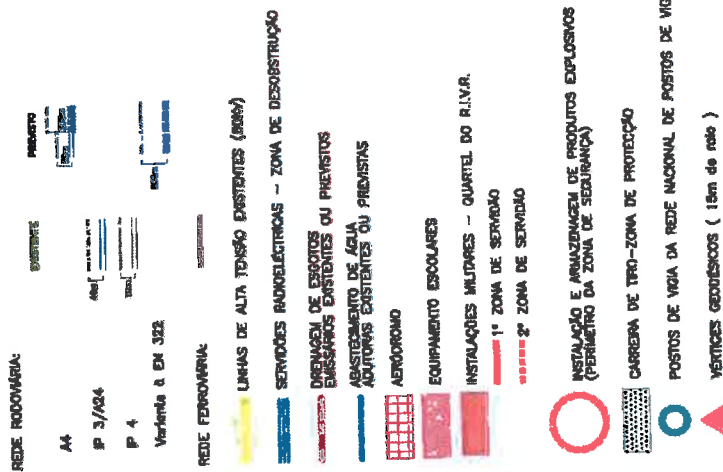 REDE RODOVIÁRIA:
EXISTENTE
PREVISTO
A4
IP 3/A24
IP 4
Variante à EN 322
REDE FERROVIÁRIA:
LINHAS DE ALTA TENSÃO EXISTENTES
SERVIDÕES RADIOELÉCTRICAS - ZONA DE DESOBSTRUÇÃO
DRENAGEM DE ESGOTOS
EMISSÁRIOS EXISTENTES OU PREVISTOS
ABASTECIMENTO DE ÁGUA
ADUTORAS EXISTENTES OU PREVISTAS
AERÓDROMO
EQUIPAMENTO ESCOLARES
INSTALAÇÕES MILITARES - QUARTEL DO R.I.V.R.
1ª ZONA DE SERVIDÃO
2ª ZONA DE SERVIDÃO
INSTALAÇÃO E ARMAZENAGEM DE PRODUTOS EXPLOSIVOS
(PERÍMETRO DA ZONA DE SEGURANÇA)
CARREIRA DE TIRO-ZONA DE PROTECÇÃO
POSTOS DE VIGIA DA REDE NACIONAL DE POSTOS DE VIG
VÉRTICES GEODÉSICOS ( 15m de raio )